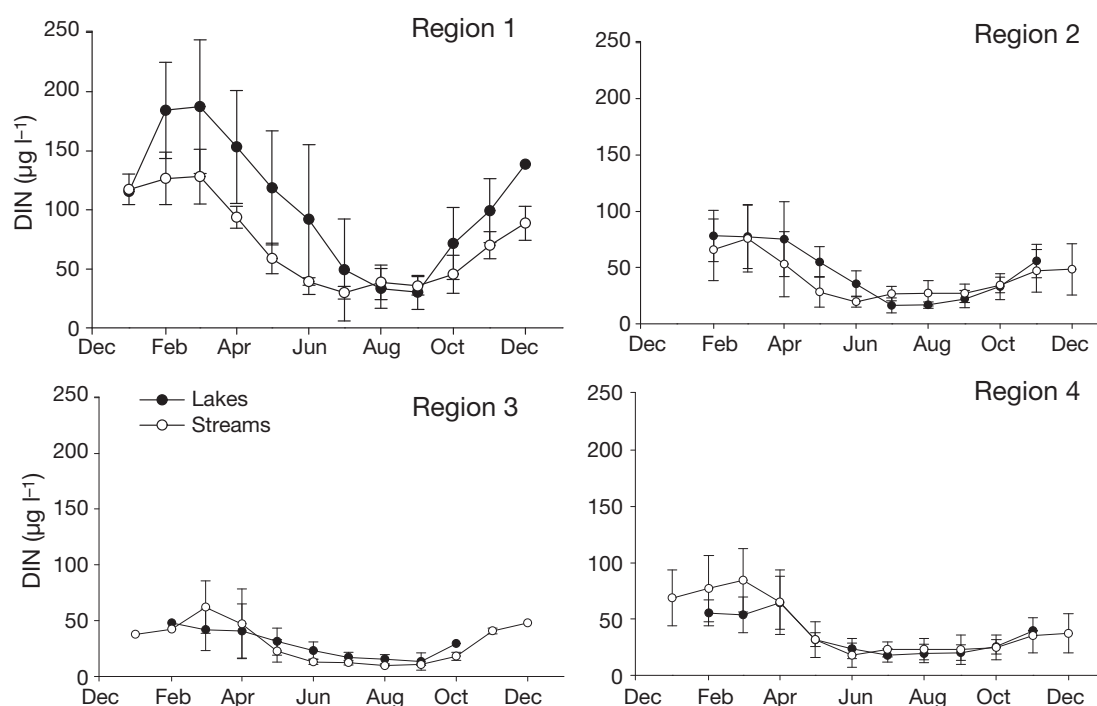 Region 1
250
200
150
100
50
0
DIN (µg l⁻¹)
Dec Feb Apr Jun Aug Oct Dec
Region 2
250
200
150
100
50
0
Dec Feb Apr Jun Aug Oct Dec
Region 3
Lakes
Streams
250
200
150
100
50
0
DIN (µg l⁻¹)
Dec Feb Apr Jun Aug Oct Dec
Region 4
250
200
150
100
50
0
Dec Feb Apr Jun Aug Oct Dec